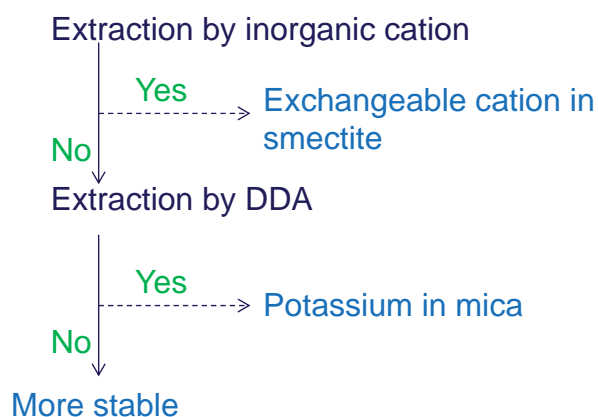 Extraction by inorganic cation
Yes
Exchangeable cation in
smectite
No
Extraction by DDA
Yes
Potassium in mica
No
More stable